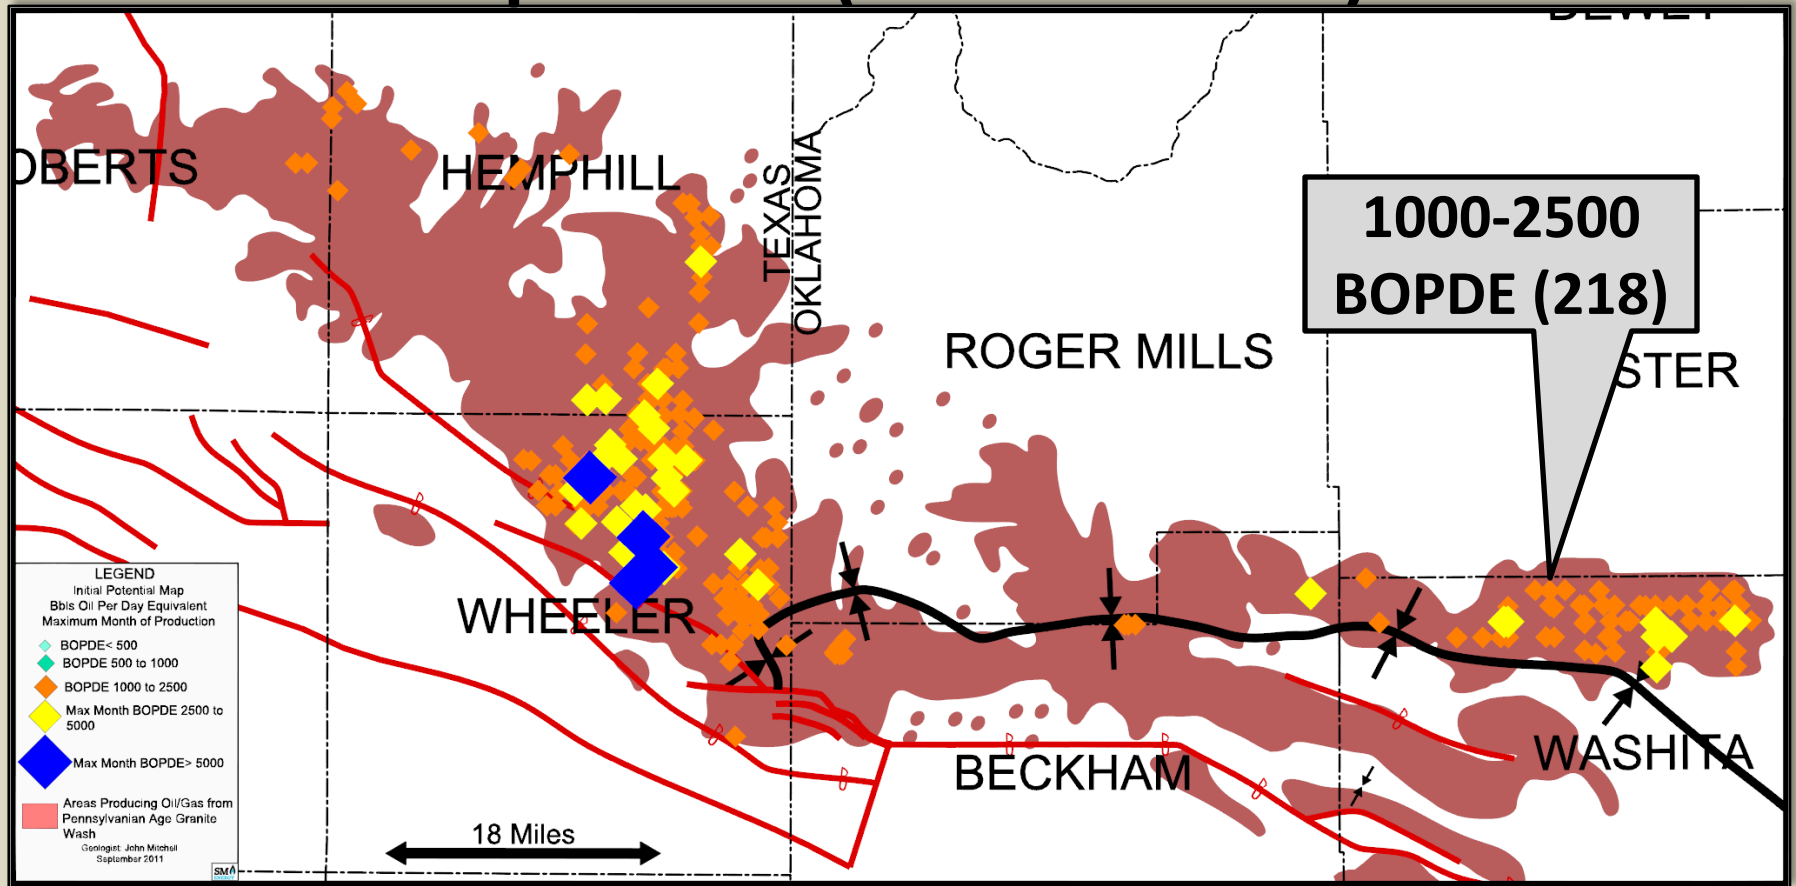 OBERTS
HEMPHILL
TEXAS
OKLAHOMA
ROGER MILLS
1000-2500
BOPDE (218)
STER
WHEELER
BECKHAM
WASHITA
18 Miles
LEGEND
Initial Potential Map
Bbls Oil Per Day Equivalent
Maximum Month of Production
BOPDE< 500
BOPDE 500 to 1000
BOPDE 1000 to 2500
Max Month BOPDE 2500 to
5000
Max Month BOPDE> 5000
Areas Producing Oil/Gas from
Pennsylvanian Age Granite
Wash
Geologist: John Mitchell
September 2011
SM
ENERGY